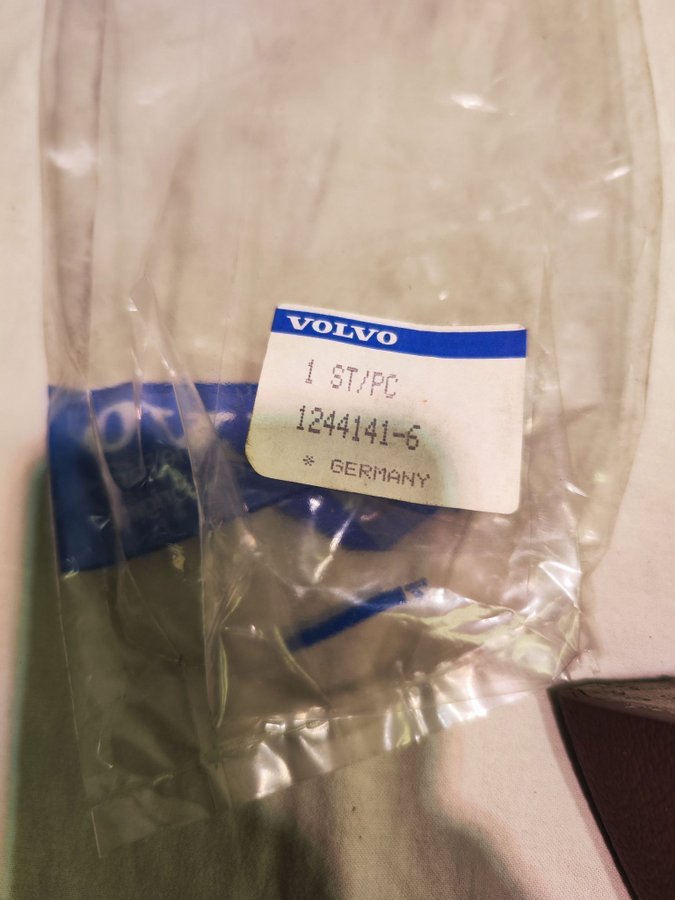 VOLVO
1 ST/PC
1244141-6
* GERMANY